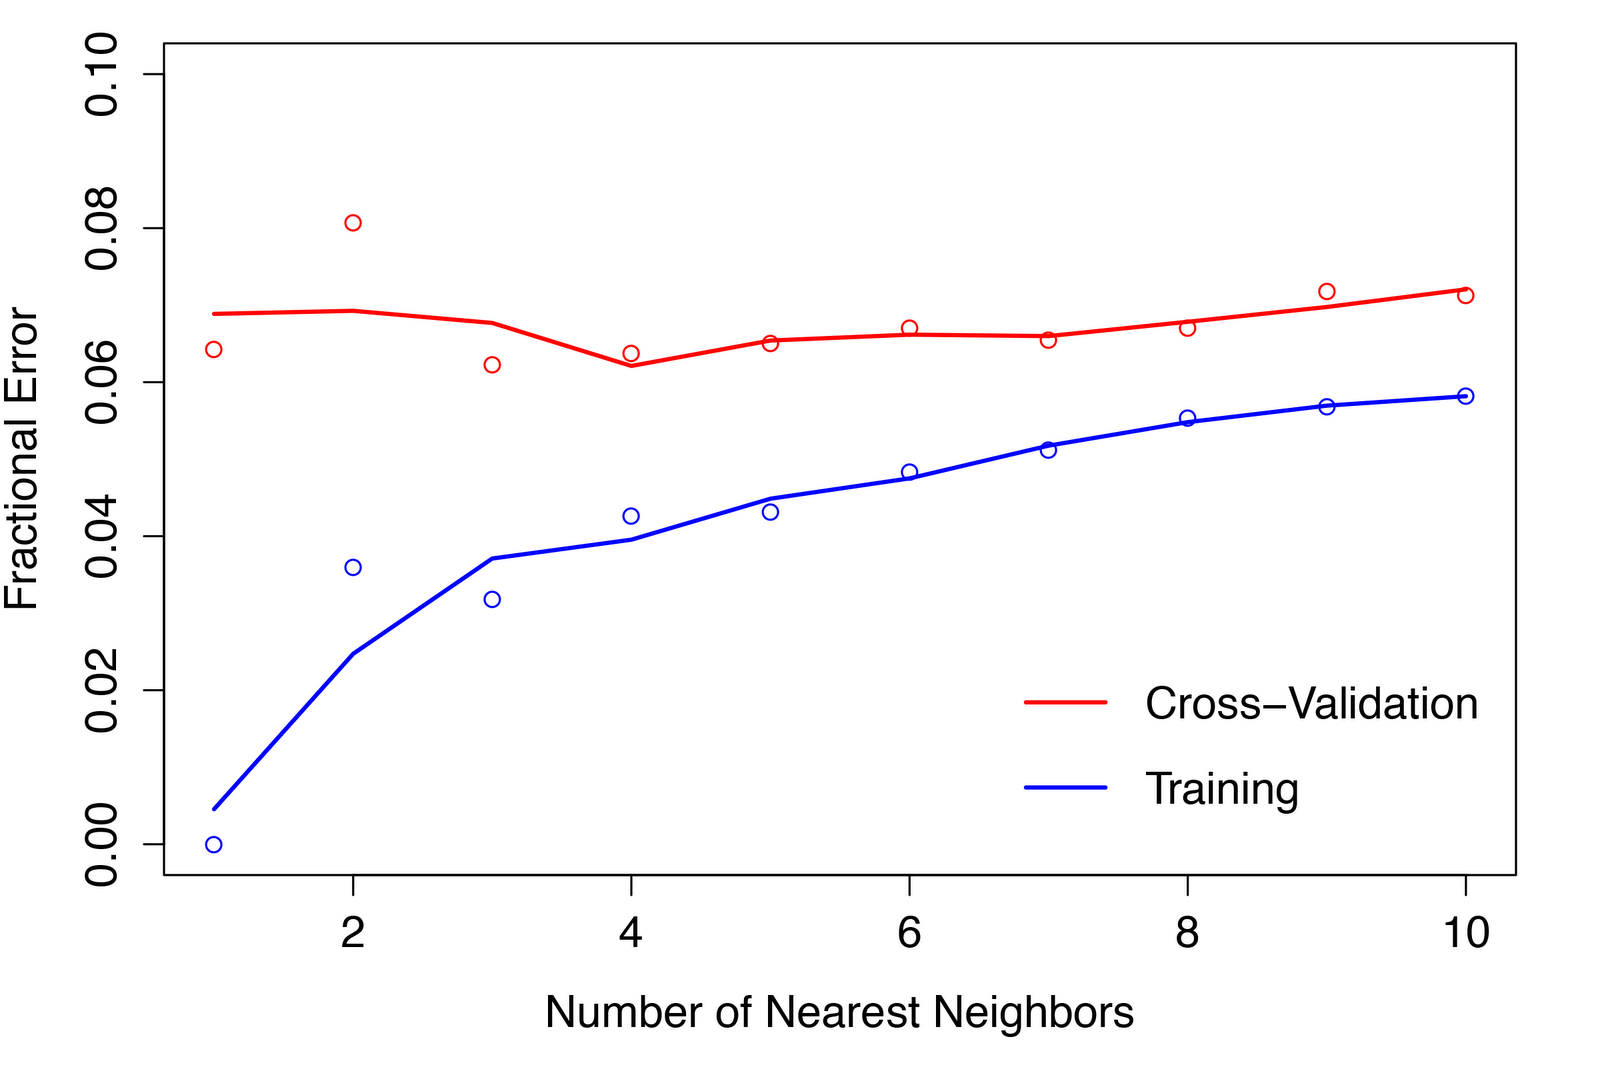 0.10
0.08
0.06
0.04
0.02
0.00
Fractional Error
Cross−Validation
Training
2 4 6 8 10
Number of Nearest Neighbors